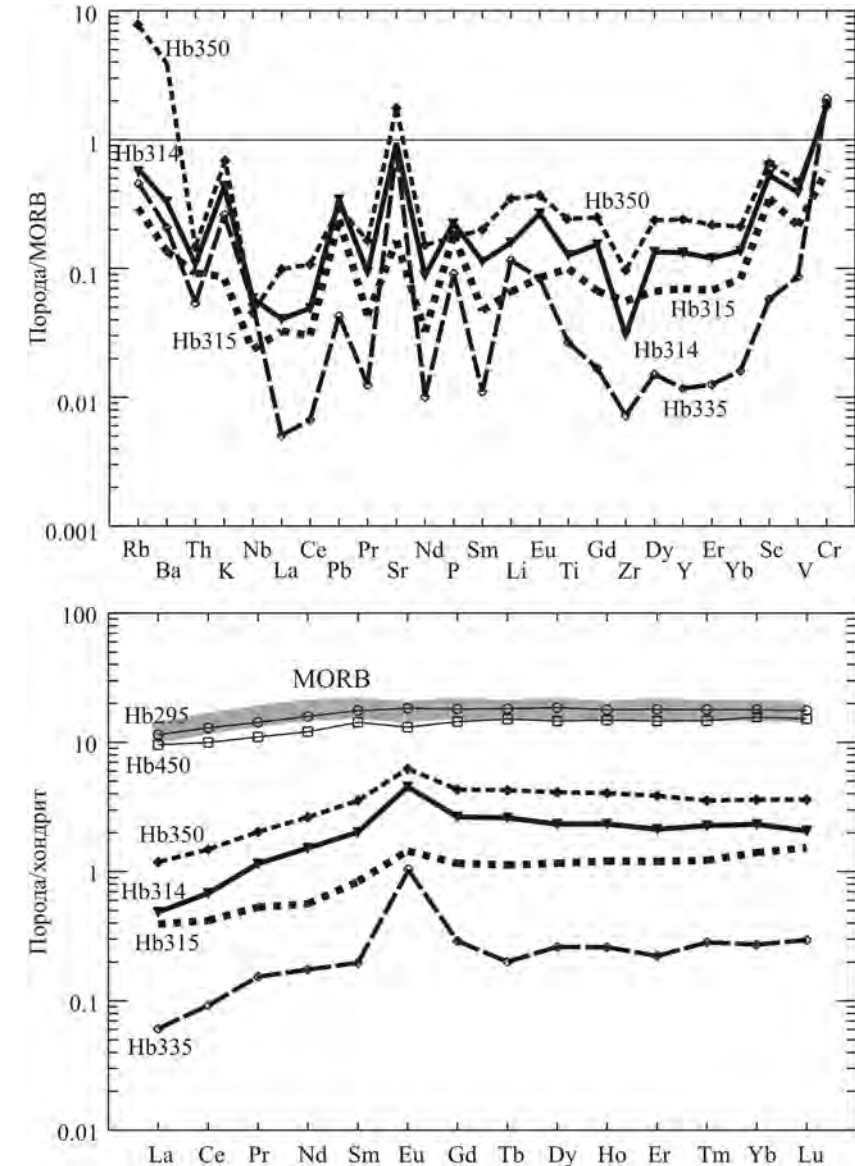 10
Hb350
1
Hb314
Hb350
0.1
Порода/MORB
Hb315
Hb315
Hb314
0.01
Hb335
0.001
Rb Th Nb Ce Pr Nd Sm Eu Gd Dy Er Sc Cr
Ba K La Pb Sr P Li Ti Zr Y Yb V
100
MORB
Hb295
10
Hb450
Hb350
1
Порода/хондрит
Hb314
Hb315
0.1
Hb335
0.01
La Ce Pr Nd Sm Eu Gd Tb Dy Ho Er Tm Yb Lu